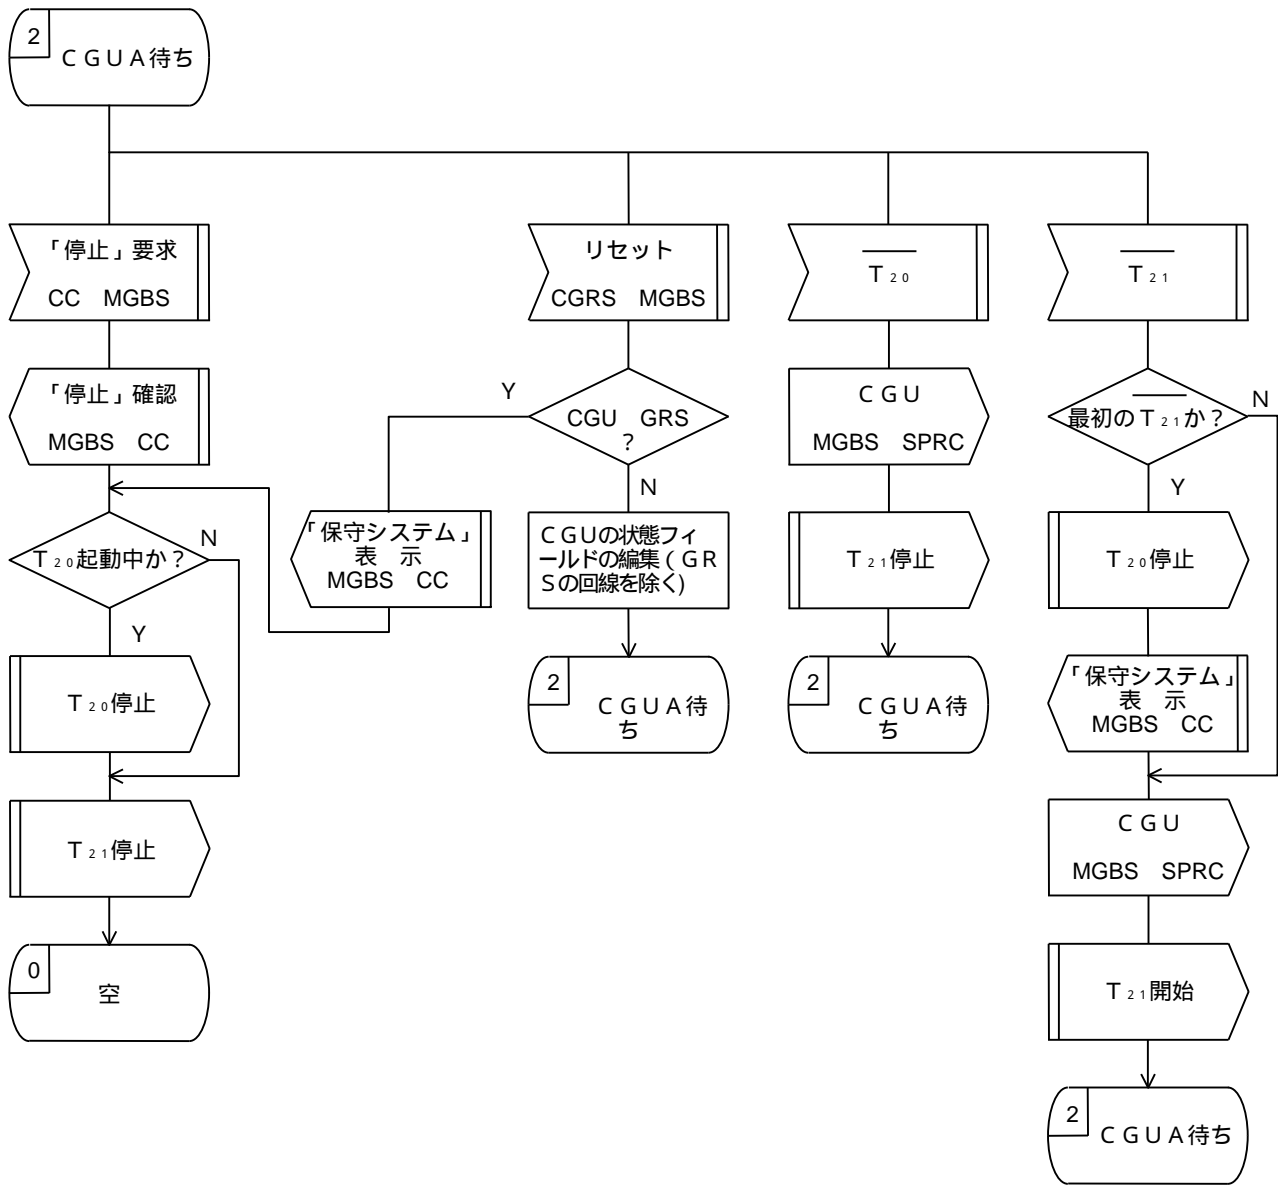 2
ＣＧＵＡ待ち
「停止」要求
CC MGBS
「停止」確認
MGBS CC
Ｔ₂₀起動中か？
N
Y
Ｔ₂₀停止
Ｔ₂₁停止
0
空
リセット
CGRS MGBS
CGU GRS
？
Y
N
「保守システム」
表 示
MGBS CC
ＣＧＵの状態フィ
ールドの編集（ＧＲ
Ｓの回線を除く)
2
ＣＧＵＡ待
ち
Ｔ₂₀
ＣＧＵ
MGBS SPRC
Ｔ₂₁停止
2
ＣＧＵＡ待
ち
Ｔ₂₁
最初のＴ₂₁か？
N
Y
Ｔ₂₀停止
「保守システム」
表 示
MGBS CC
ＣＧＵ
MGBS SPRC
Ｔ₂₁開始
2
ＣＧＵＡ待ち